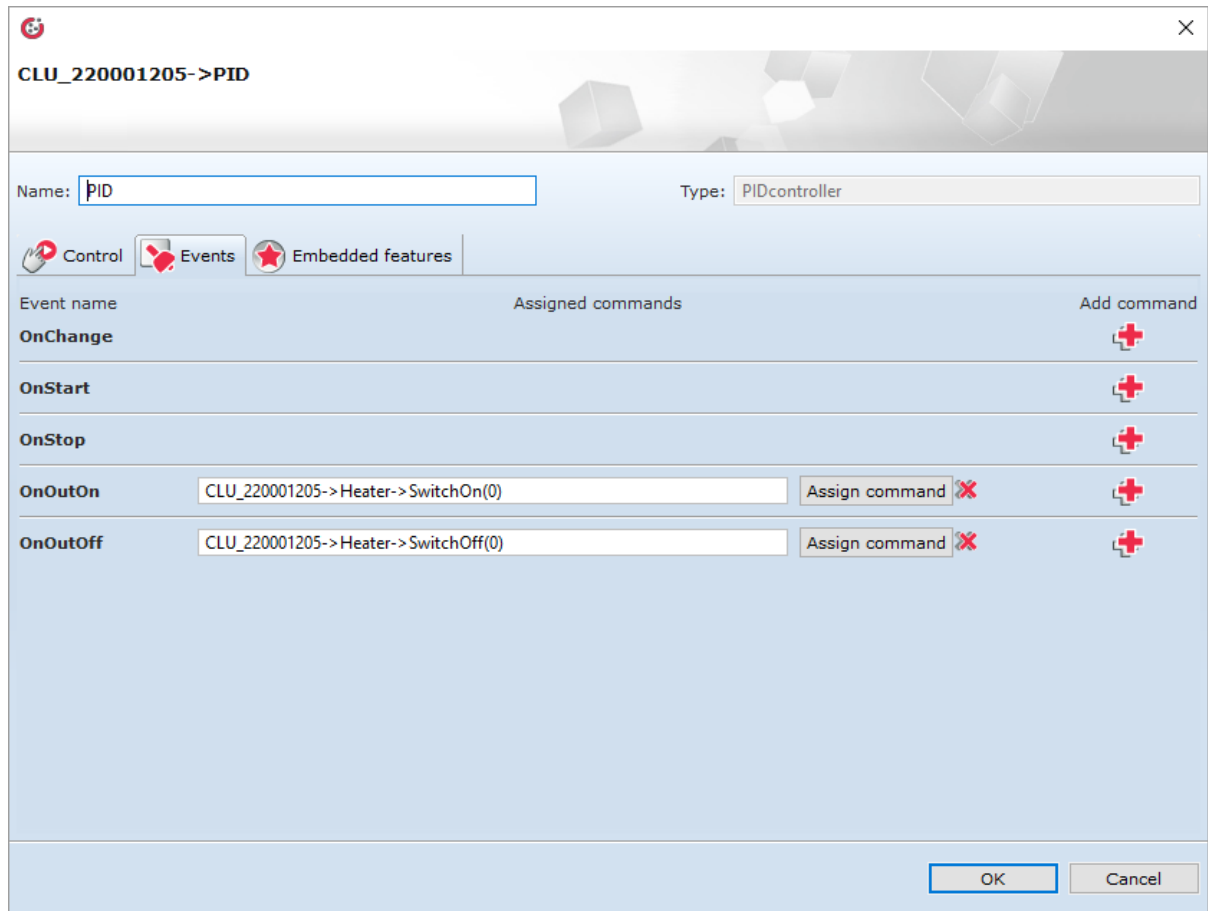 CLU_220001205->PID
Name: PID Type: PIDcontroller
Control Events Embedded features
Event name Assigned commands Add command
OnChange
OnStart
OnStop
OnOutOn CLU_220001205->Heater->SwitchOn(0) Assign command
OnOutOff CLU_220001205->Heater->SwitchOff(0) Assign command
OK Cancel